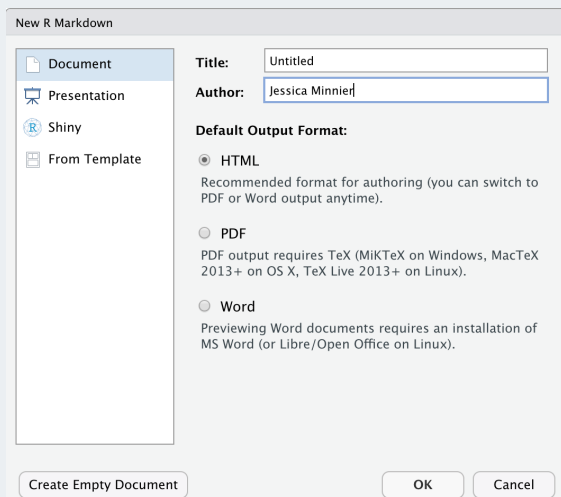 New R Markdown
Document
Presentation
R Shiny
From Template
Title: Untitled
Author: Jessica Minnier
Default Output Format:
HTML
Recommended format for authoring (you can switch to
PDF or Word output anytime).
PDF
PDF output requires TeX (MiKTeX on Windows, MacTeX
2013+ on OS X, TeX Live 2013+ on Linux).
Word
Previewing Word documents requires an installation of
MS Word (or Libre/Open Office on Linux).
Create Empty Document
OK
Cancel